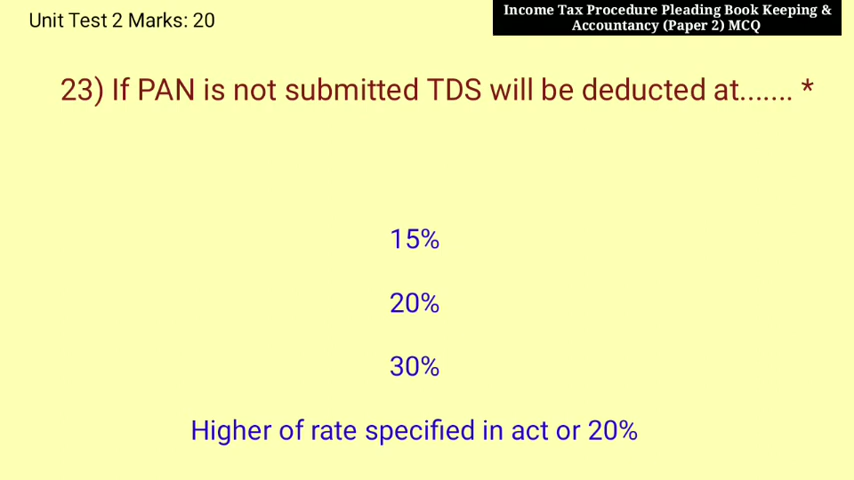 Unit Test 2 Marks: 20
Income Tax Procedure Pleading Book Keeping &
Accountancy (Paper 2) MCQ
23) If PAN is not submitted TDS will be deducted at....... *
15%
20%
30%
Higher of rate specified in act or 20%